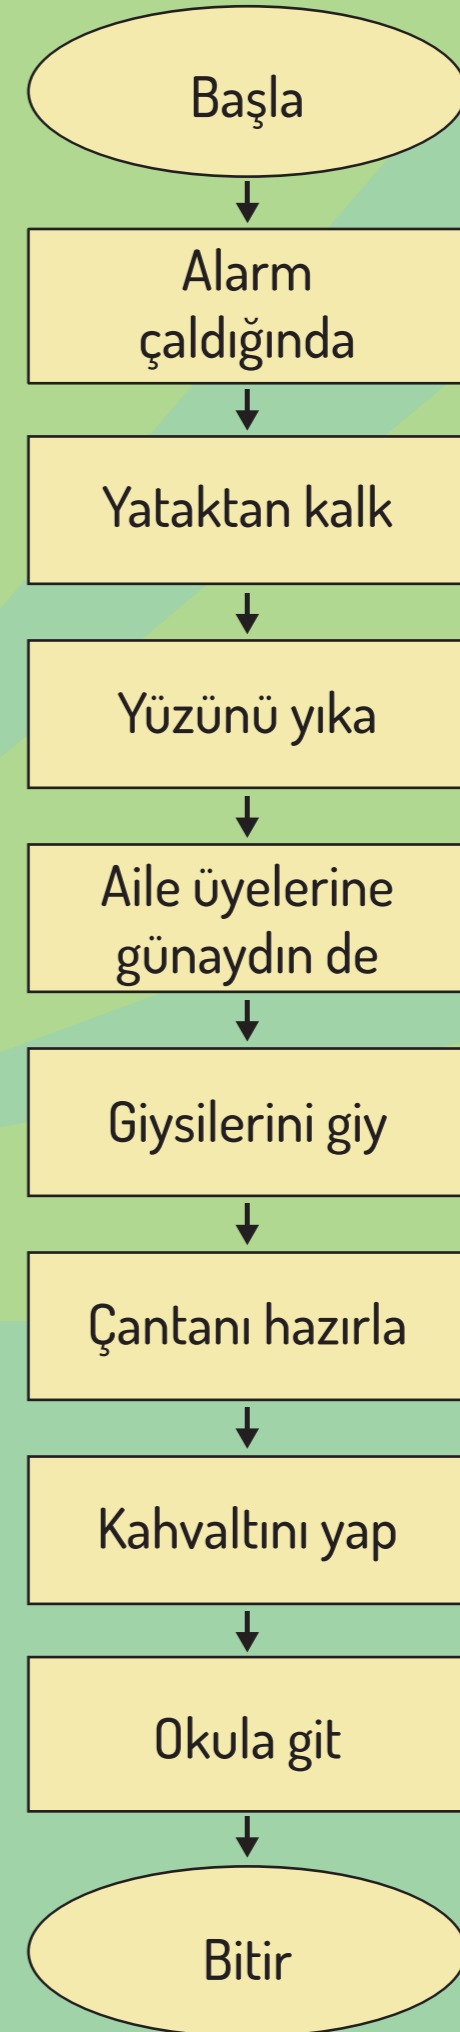 Başla
Alarm
çaldığında
Yataktan kalk
Yüzünü yıka
Aile üyelerine
günaydın de
Giysilerini giy
Çantanı hazırla
Kahvaltını yap
Okula git
Bitir